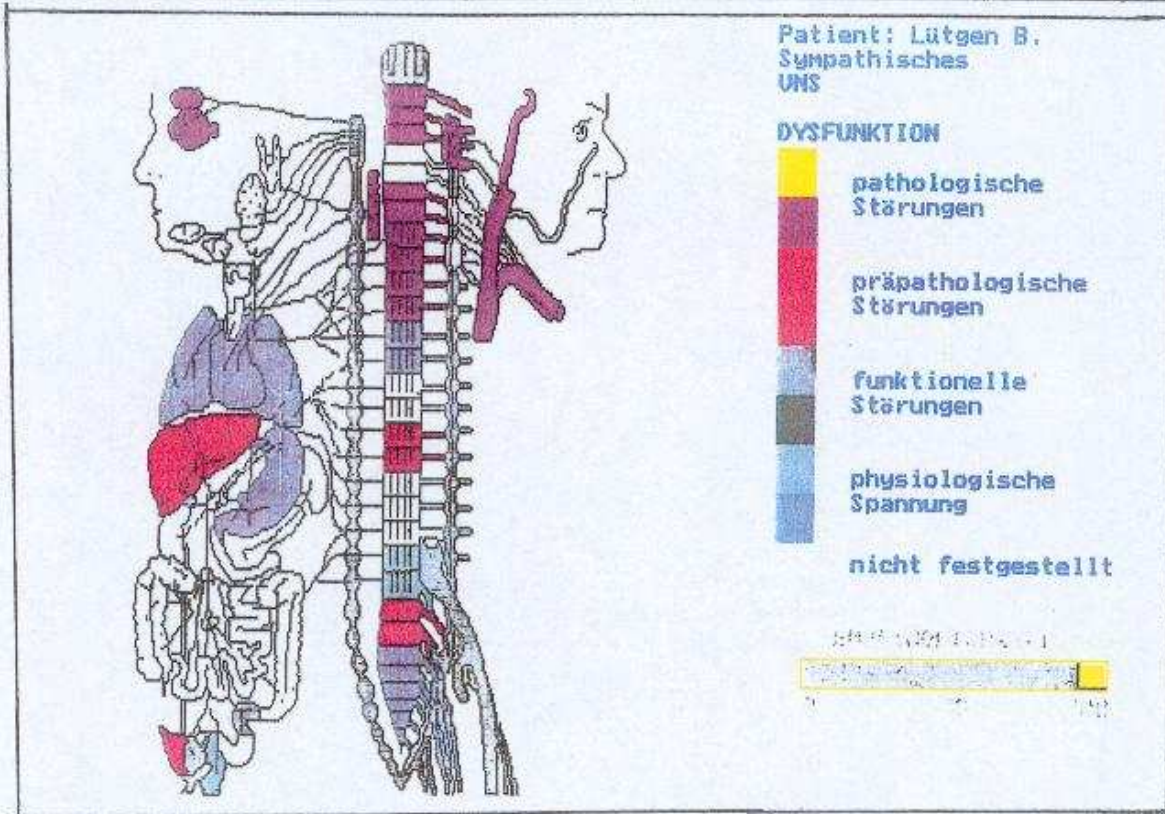 Patient: Lütgen B.
Sympathisches
VNS
DYSFUNKTION
pathologische
Störungen
präpathologische
Störungen
funktionelle
Störungen
physiologische
Spannung
nicht festgestellt